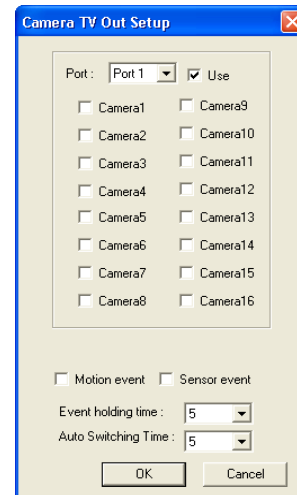 Camera TV Out Setup
Port : Port 1 Use
Camera1 Camera9
Camera2 Camera10
Camera3 Camera11
Camera4 Camera12
Camera5 Camera13
Camera6 Camera14
Camera7 Camera15
Camera8 Camera16
Motion event Sensor event
Event holding time : 5
Auto Switching Time : 5
OK Cancel